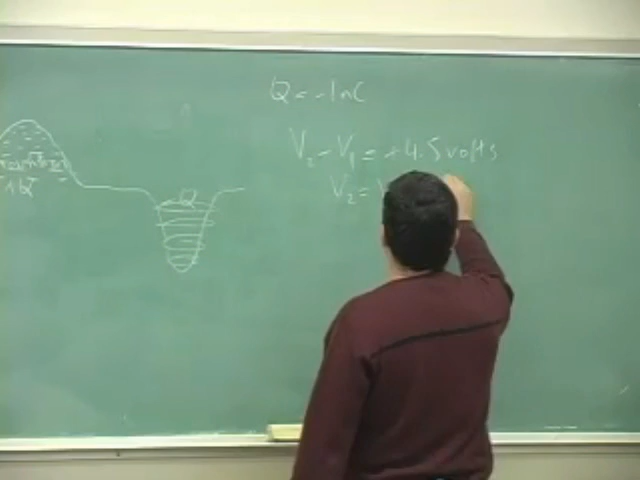 Q = -1nC
V₂ - V₁ = +4.5 volts
V₂ = V
Q